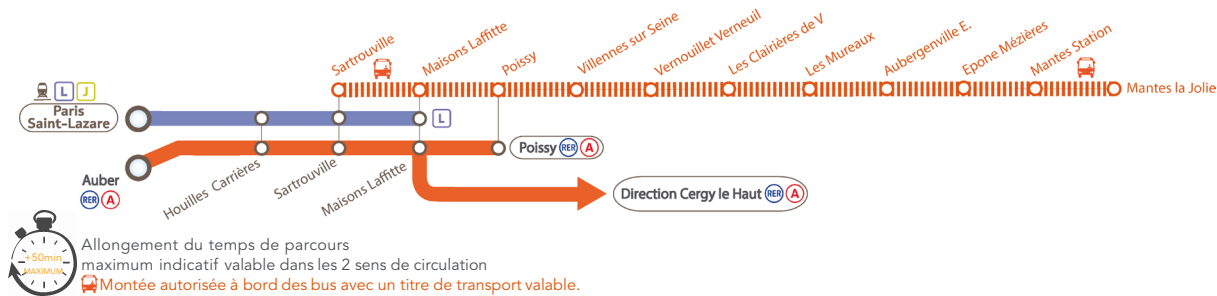 Sartrouville
Maisons Laffitte
Poissy
Villennes sur Seine
Vernouillet Verneuil
Les Clairières de V
Les Mureaux
Aubergenville E.
Epone Mézières
Mantes Station
Mantes la Jolie
L J
Paris
Saint-Lazare
L
Auber
RER A
Houilles Carrières
Sartrouville
Maisons Laffitte
Poissy RER A
Direction Cergy le Haut RER A
+50min
MAXIMUM
Allongement du temps de parcours
maximum indicatif valable dans les 2 sens de circulation
Montée autorisée à bord des bus avec un titre de transport valable.